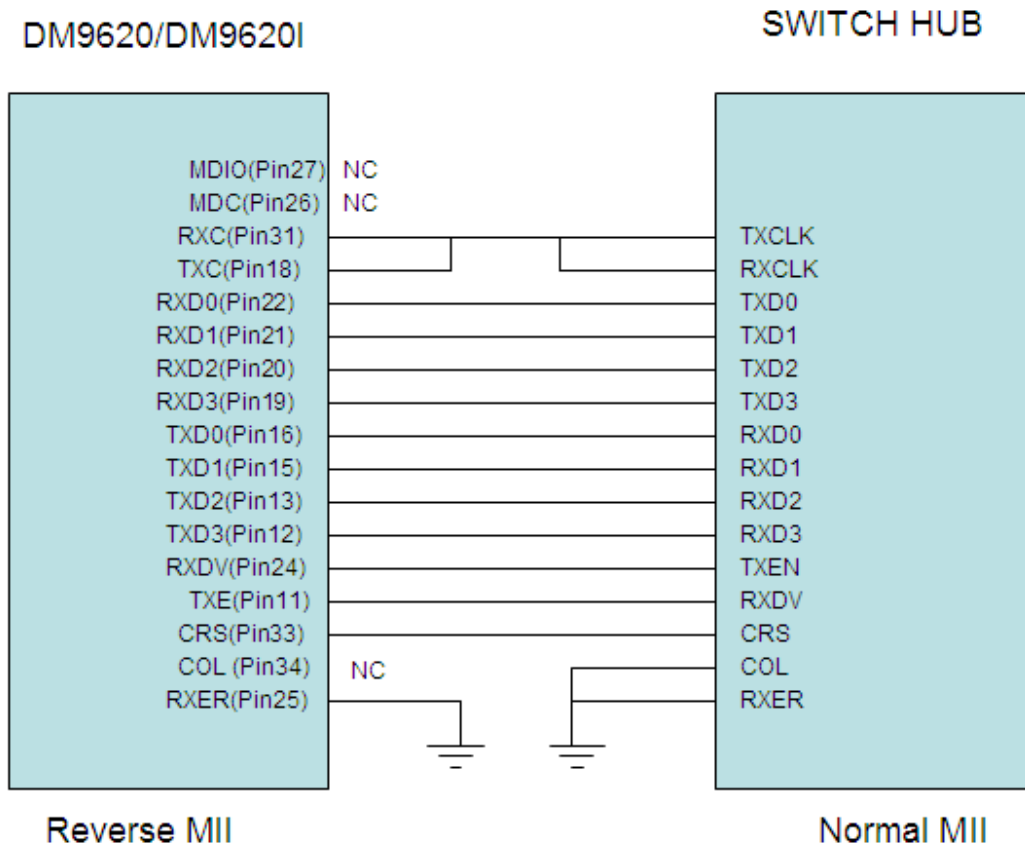 DM9620/DM9620I
SWITCH HUB
MDIO(Pin27) NC
MDC(Pin26) NC
RXC(Pin31) TXCLK
TXC(Pin18) RXCLK
RXD0(Pin22) TXD0
RXD1(Pin21) TXD1
RXD2(Pin20) TXD2
RXD3(Pin19) TXD3
TXD0(Pin16) RXD0
TXD1(Pin15) RXD1
TXD2(Pin13) RXD2
TXD3(Pin12) RXD3
RXDV(Pin24) TXEN
TXE(Pin11) RXDV
CRS(Pin33) CRS
COL (Pin34) NC COL
RXER(Pin25) RXER
Reverse MII
Normal MII